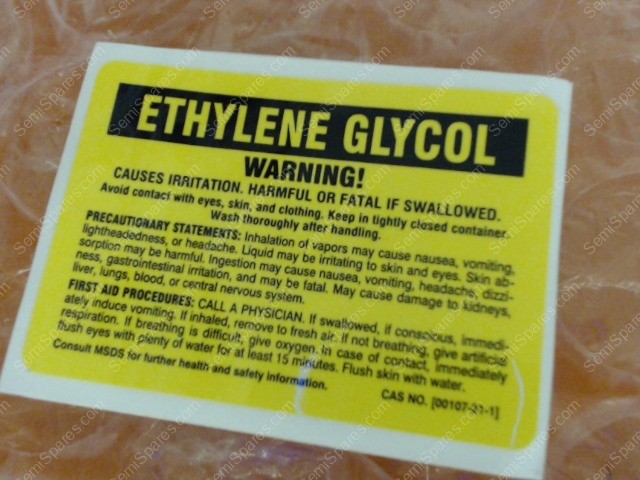 ETHYLENE GLYCOL
WARNING!
CAUSES IRRITATION. HARMFUL OR FATAL IF SWALLOWED.
Avoid contact with eyes, skin, and clothing. Keep in tightly closed container.
Wash thoroughly after handling.
PRECAUTIONARY STATEMENTS: Inhalation of vapors may cause nausea, vomiting,
lightheadedness, or headache. Liquid may be irritating to skin and eyes. Skin ab-
sorption may be harmful. Ingestion may cause nausea, vomiting, headache, dizzi-
ness, gastrointestinal irritation, and may be fatal. May cause damage to kidneys,
liver, lungs, blood, or central nervous system.
FIRST AID PROCEDURES: CALL A PHYSICIAN. If swallowed, if conscious, immedi-
ately induce vomiting. If inhaled, remove to fresh air. If not breathing, give artificial
respiration. If breathing is difficult, give oxygen. In case of contact, immediately
flush eyes with plenty of water for at least 15 minutes. Flush skin with water.
Consult MSDS for further health and safety information.
CAS NO. [00107-21-1]
SemiSpares.com